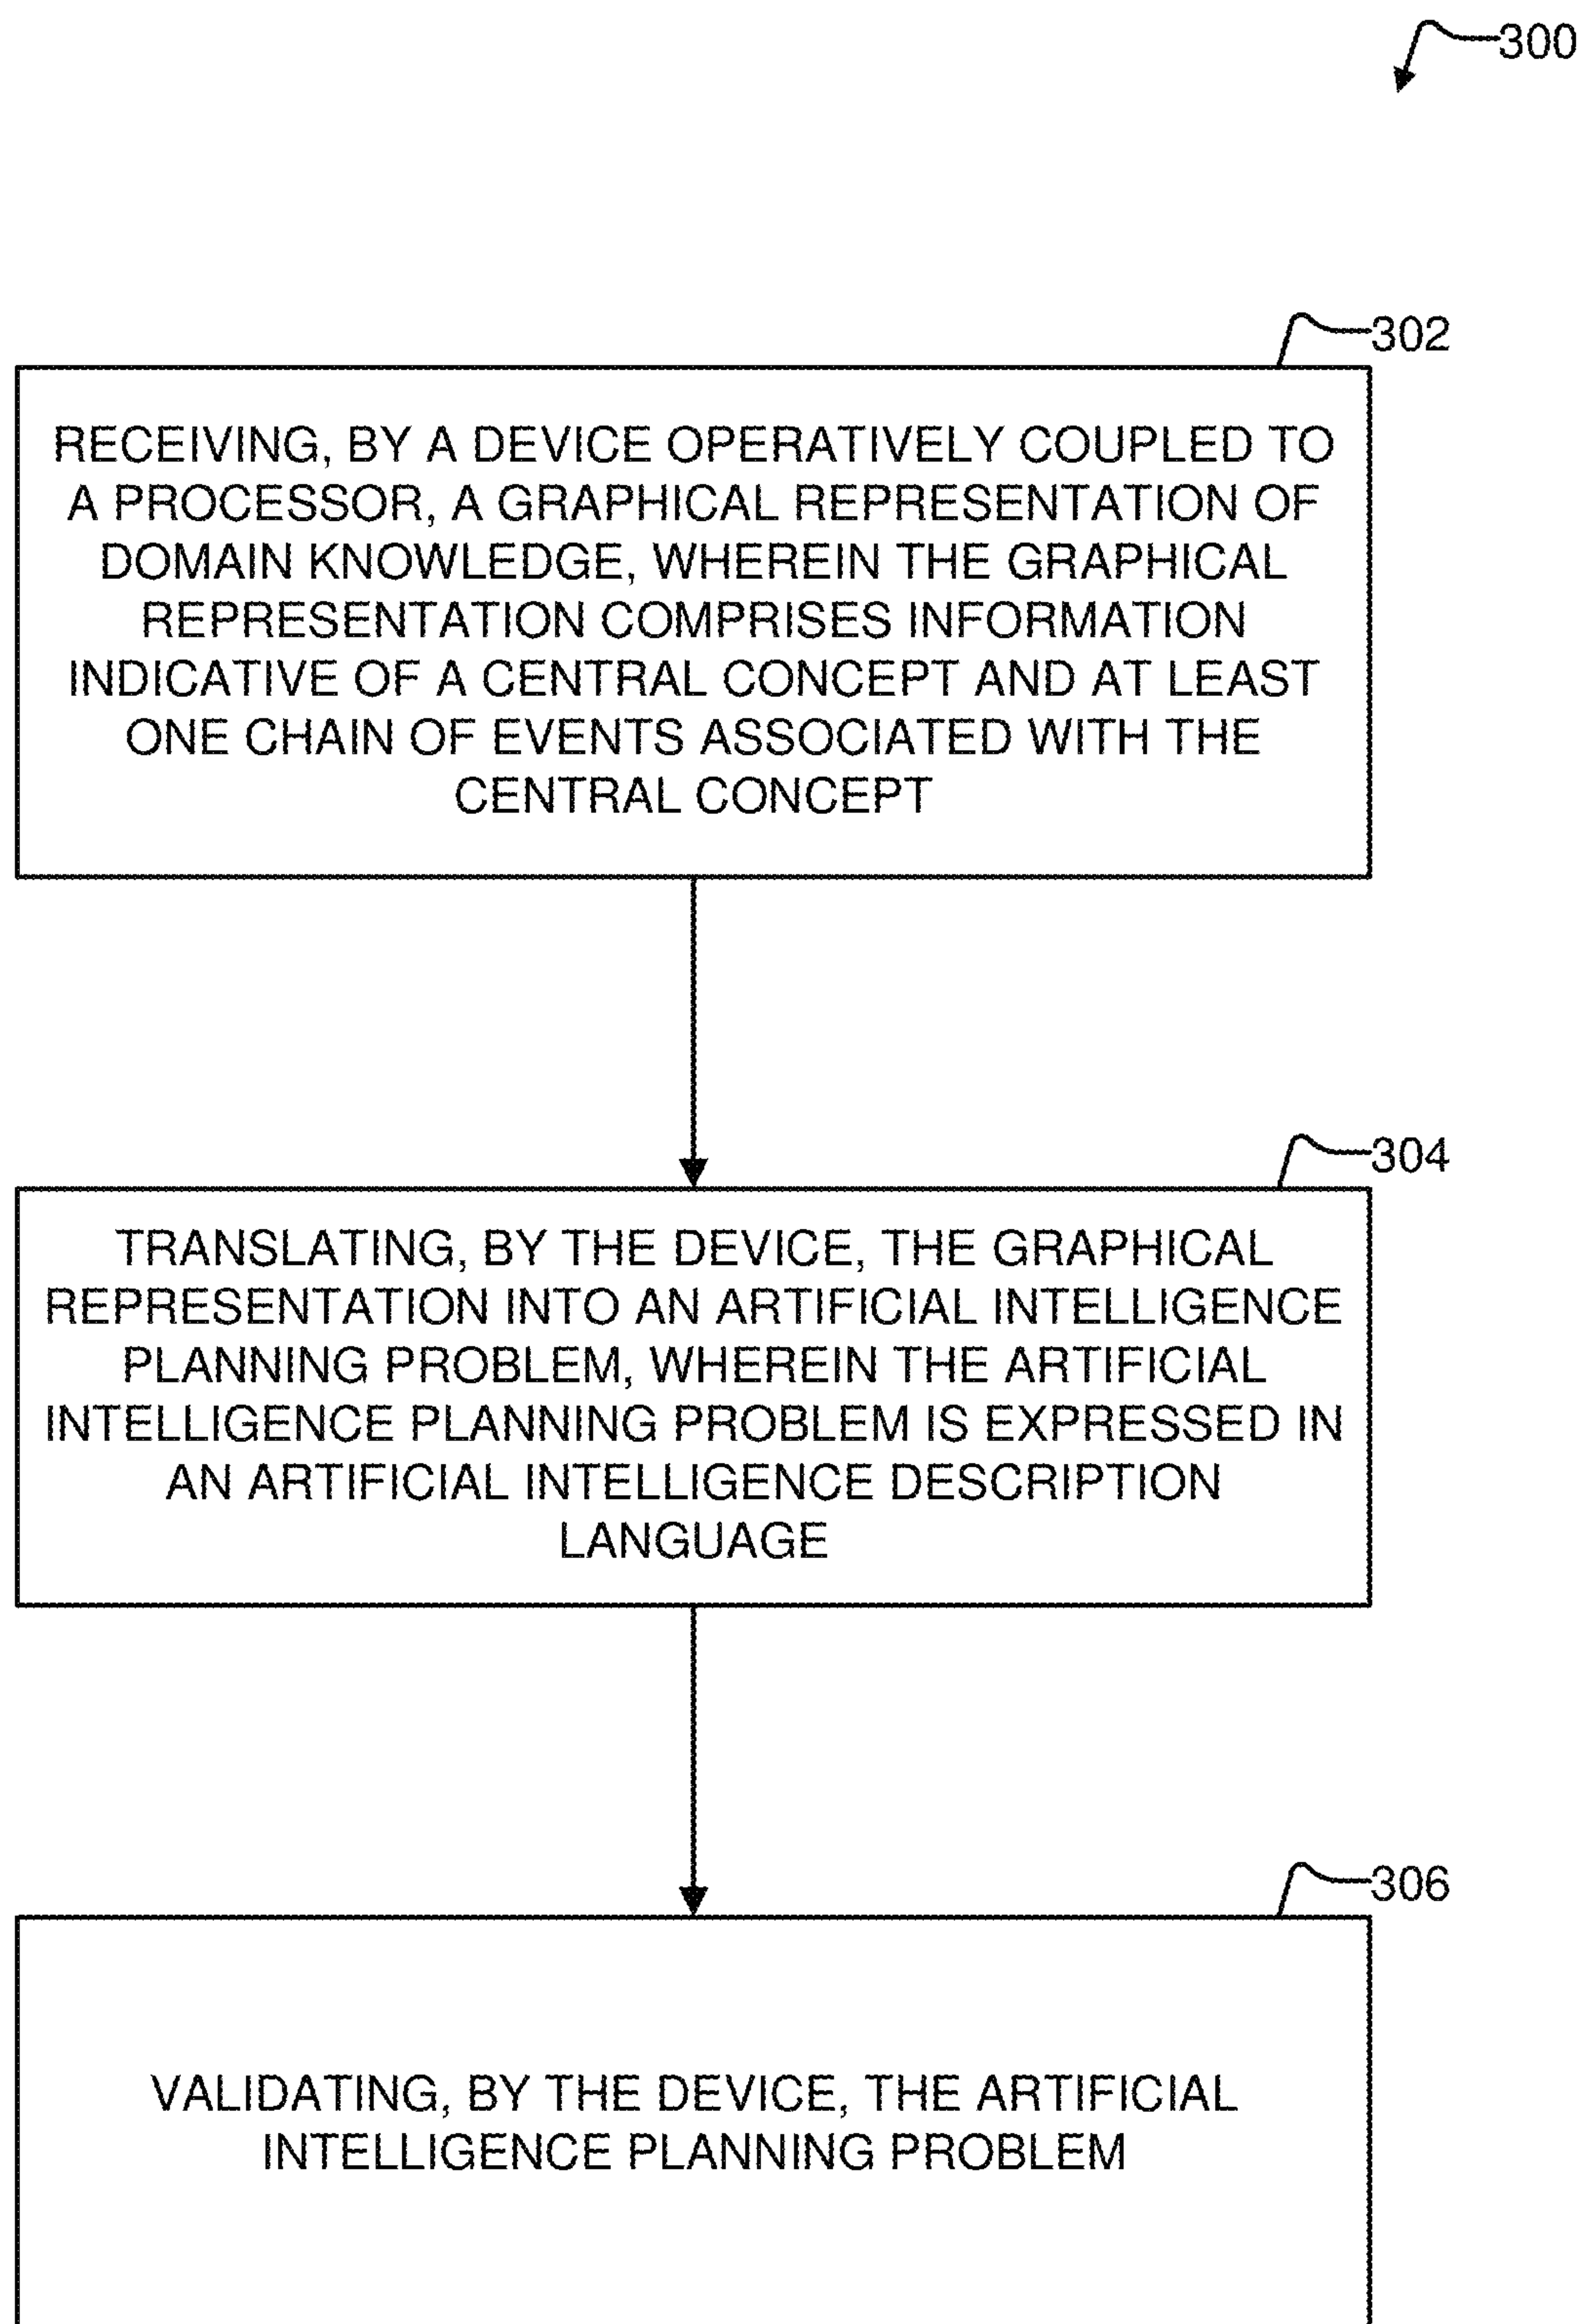 300
302
RECEIVING, BY A DEVICE OPERATIVELY COUPLED TO
A PROCESSOR, A GRAPHICAL REPRESENTATION OF
DOMAIN KNOWLEDGE, WHEREIN THE GRAPHICAL
REPRESENTATION COMPRISES INFORMATION
INDICATIVE OF A CENTRAL CONCEPT AND AT LEAST
ONE CHAIN OF EVENTS ASSOCIATED WITH THE
CENTRAL CONCEPT
304
TRANSLATING, BY THE DEVICE, THE GRAPHICAL
REPRESENTATION INTO AN ARTIFICIAL INTELLIGENCE
PLANNING PROBLEM, WHEREIN THE ARTIFICIAL
INTELLIGENCE PLANNING PROBLEM IS EXPRESSED IN
AN ARTIFICIAL INTELLIGENCE DESCRIPTION
LANGUAGE
306
VALIDATING, BY THE DEVICE, THE ARTIFICIAL
INTELLIGENCE PLANNING PROBLEM